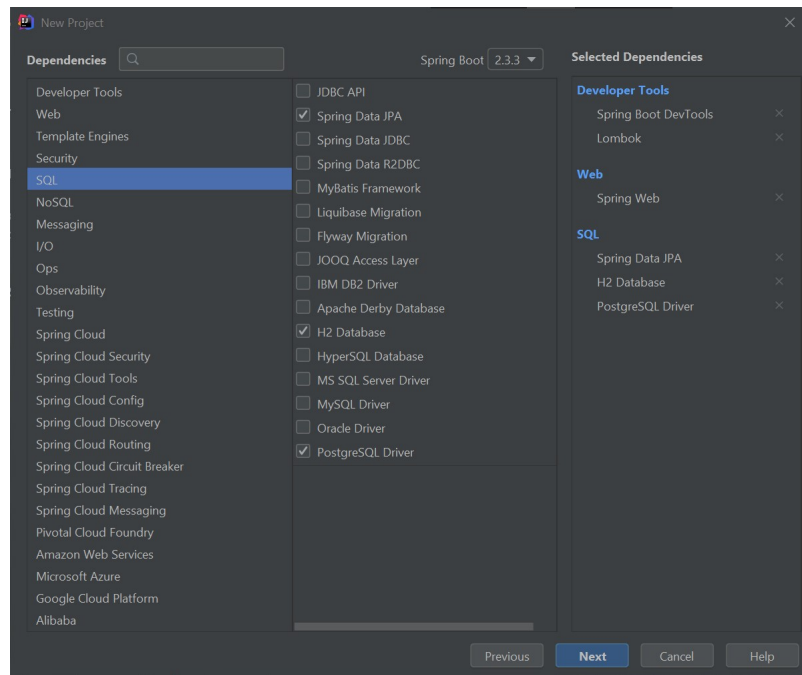 New Project
Dependencies
Spring Boot 2.3.3
Selected Dependencies
Developer Tools
Web
Template Engines
Security
SQL
NoSQL
Messaging
I/O
Ops
Observability
Testing
Spring Cloud
Spring Cloud Security
Spring Cloud Tools
Spring Cloud Config
Spring Cloud Discovery
Spring Cloud Routing
Spring Cloud Circuit Breaker
Spring Cloud Tracing
Spring Cloud Messaging
Pivotal Cloud Foundry
Amazon Web Services
Microsoft Azure
Google Cloud Platform
Alibaba
JDBC API
Spring Data JPA
Spring Data JDBC
Spring Data R2DBC
MyBatis Framework
Liquibase Migration
Flyway Migration
JOOQ Access Layer
IBM DB2 Driver
Apache Derby Database
H2 Database
HyperSQL Database
MS SQL Server Driver
MySQL Driver
Oracle Driver
PostgreSQL Driver
Developer Tools
Spring Boot DevTools
Lombok
Web
Spring Web
SQL
Spring Data JPA
H2 Database
PostgreSQL Driver
Previous
Next
Cancel
Help